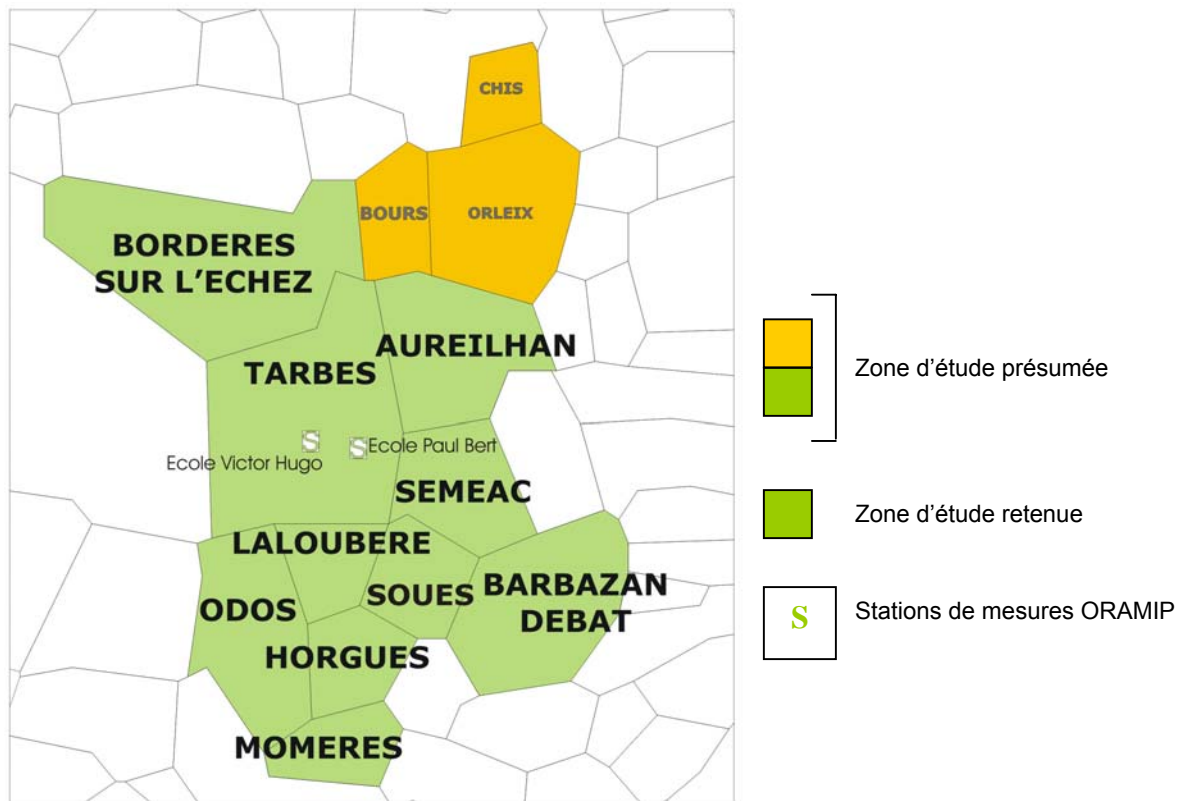 CHIS
BOURS
ORLEIX
BORDERES
SUR L'ECHEZ
AUREILHAN
TARBES
S
S
Ecole Paul Bert
Ecole Victor Hugo
SEMEAC
LALOUBERE
SOUES
BARBAZAN
DEBAT
ODOS
HORGUES
MOMERES
Zone d'étude présumée
Zone d'étude retenue
S
Stations de mesures ORAMIP